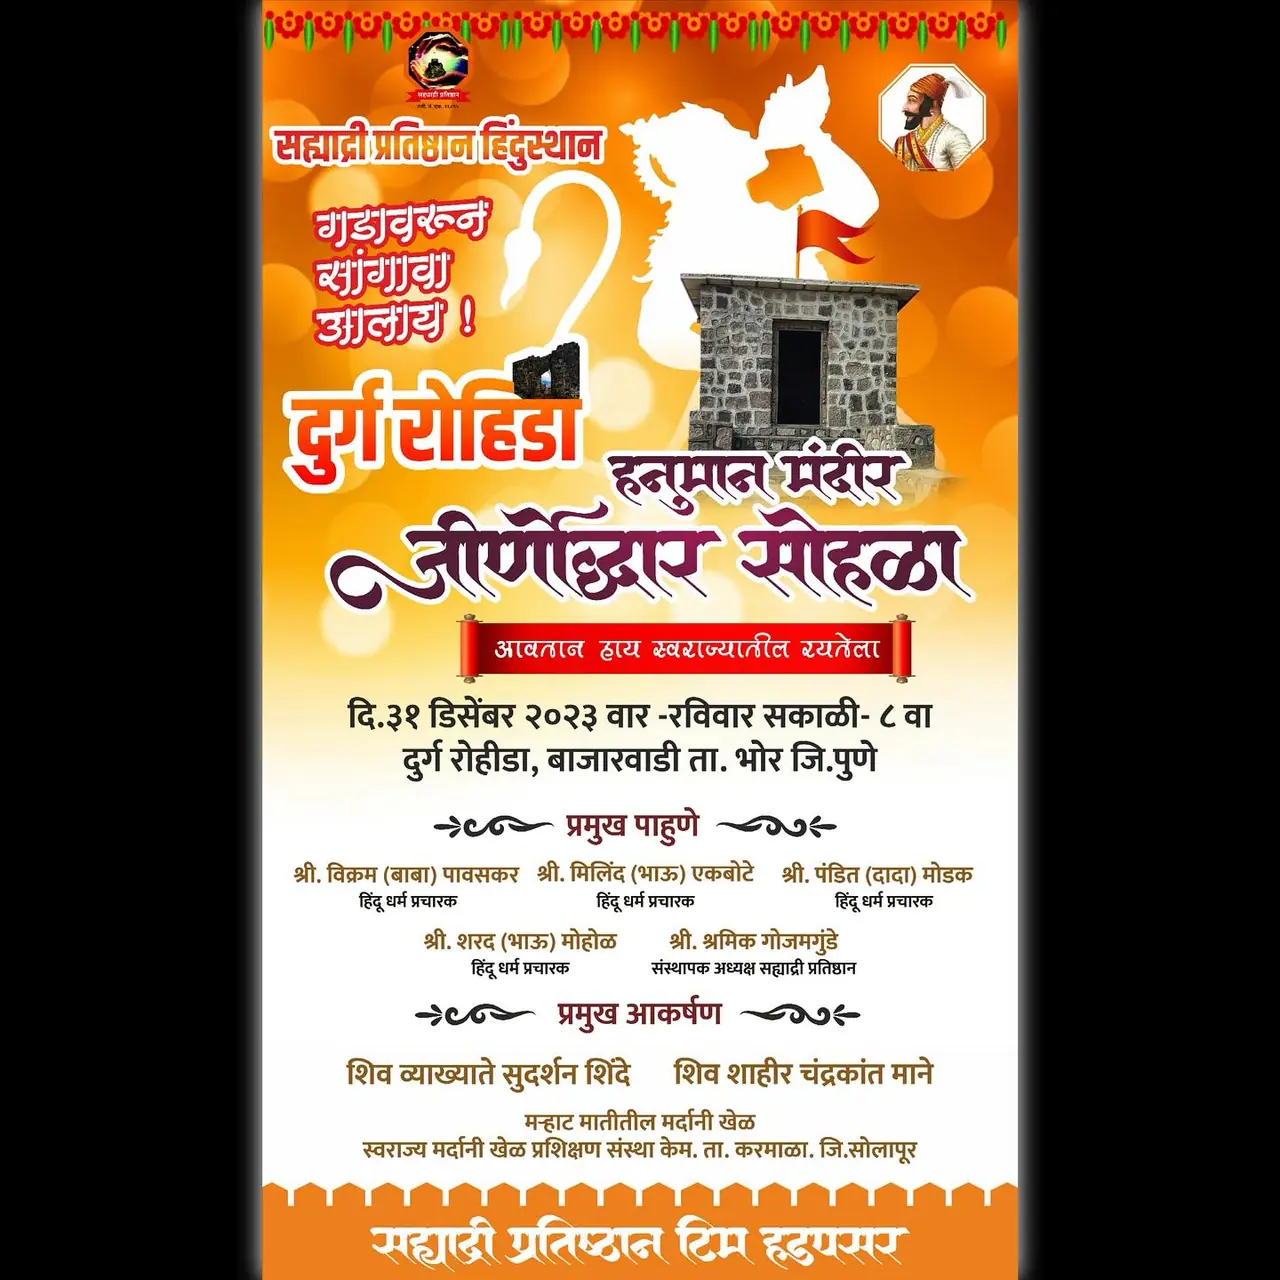 सह्याद्री प्रतिष्ठान
सह्याद्री प्रतिष्ठान हिंदुस्थान
गडावरून
सांगावा
आलाय !
दुर्ग रोहिडा
हनुमान मंदीर
जीर्णोद्धार सोहळा
आवतान हाय स्वराज्यातील रयतेला
दि.३१ डिसेंबर २०२३ वार -रविवार सकाळी- ८ वा
दुर्ग रोहीडा, बाजारवाडी ता. भोर जि.पुणे
प्रमुख पाहुणे
श्री. विक्रम (बाबा) पावसकर श्री. मिलिंद (भाऊ) एकबोटे श्री. पंडित (दादा) मोडक
हिंदू धर्म प्रचारक हिंदू धर्म प्रचारक हिंदू धर्म प्रचारक
श्री. शरद (भाऊ) मोहोळ श्री. श्रमिक गोजमगुंडे
हिंदू धर्म प्रचारक संस्थापक अध्यक्ष सह्याद्री प्रतिष्ठान
प्रमुख आकर्षण
शिव व्याख्याते सुदर्शन शिंदे शिव शाहीर चंद्रकांत माने
मऱ्हाट मातीतील मर्दानी खेळ
स्वराज्य मर्दानी खेळ प्रशिक्षण संस्था केम. ता. करमाळा. जि.सोलापूर
सह्याद्री प्रतिष्ठान टिम हडपसर